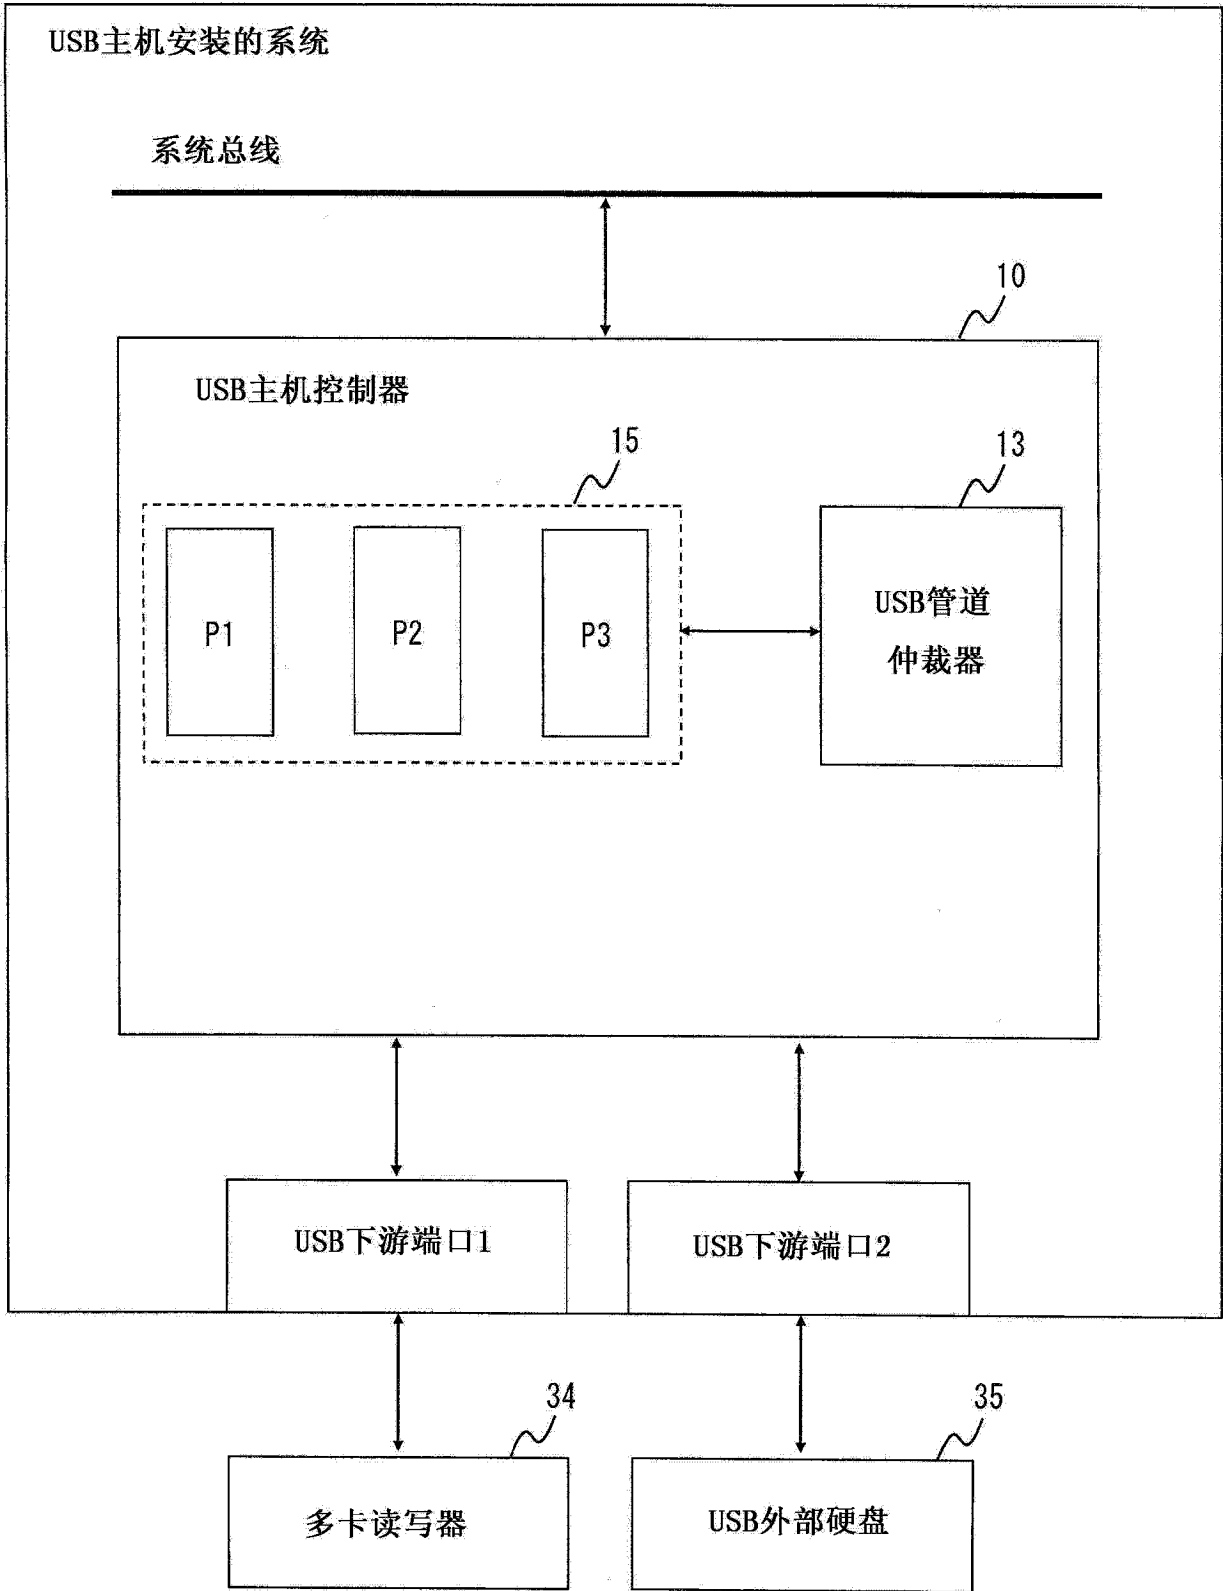 USB主机安装的系统
系统总线
10
USB主机控制器
15
13
P1
P2
P3
USB管道
仲裁器
USB下游端口1
USB下游端口2
34
35
多卡读写器
USB外部硬盘